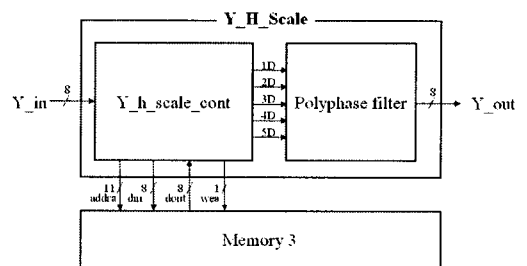 Y_H_Scale
Y_in
8
Y_h_scale_cont
1D
2D
3D
4D
5D
Polyphase filter
8
Y_out
11 8 8 1
addra din dout wea
Memory 3